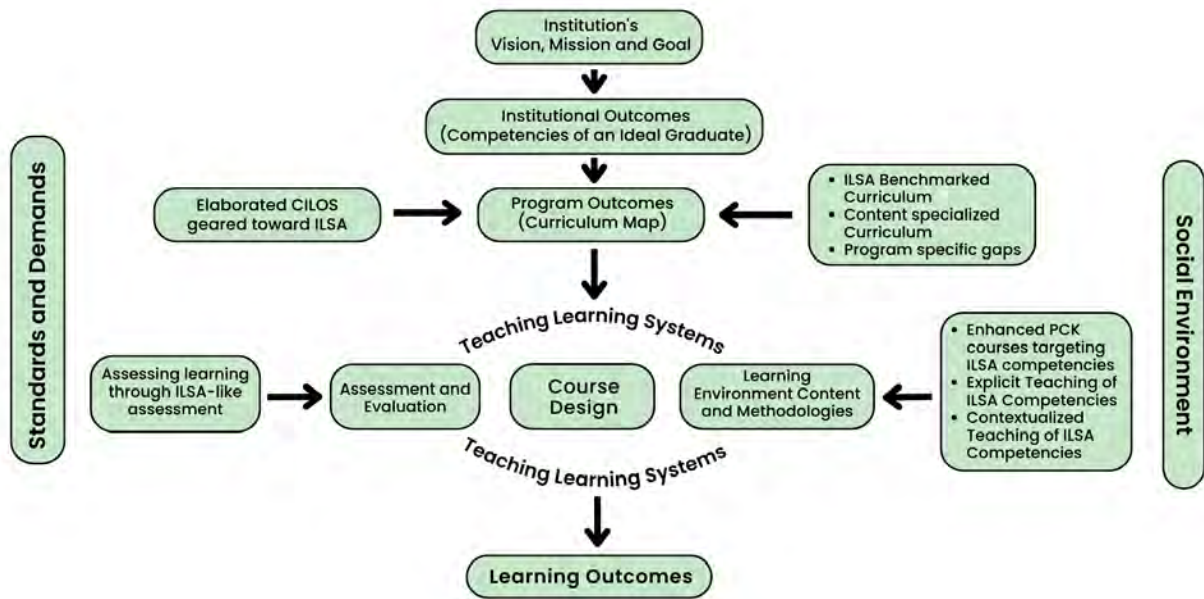 Institution's
Vision, Mission and Goal
Institutional Outcomes
(Competencies of an Ideal Graduate)
Standards and Demands
Elaborated CILOS
geared toward ILSA
Program Outcomes
(Curriculum Map)
▪ ILSA Benchmarked
Curriculum
▪ Content specialized
Curriculum
▪ Program specific gaps
Social Environment
Teaching Learning Systems
Assessing learning
through ILSA-like
assessment
Assessment and
Evaluation
Course
Design
Learning
Environment Content
and Methodologies
▪ Enhanced PCK
courses targeting
ILSA competencies
▪ Explicit Teaching of
ILSA Competencies
▪ Contextualized
Teaching of ILSA
Competencies
Teaching Learning Systems
Learning Outcomes